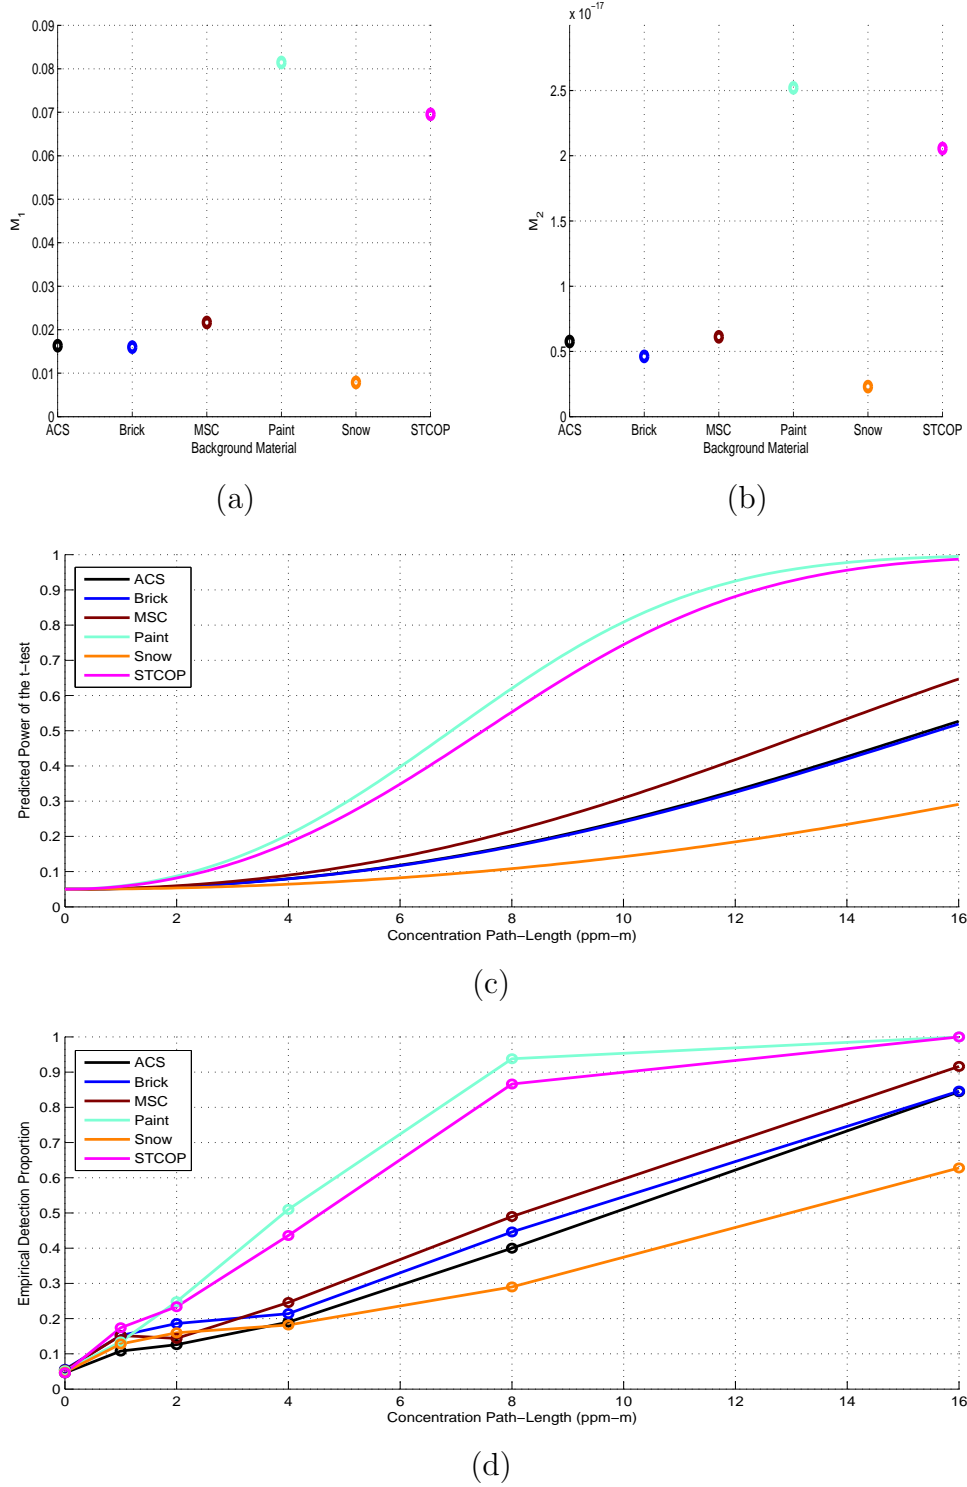 0.09
0.08
0.07
0.06
0.05
0.04
0.03
0.02
0.01
0
M1
ACS Brick MSC Paint Snow STCOP
Background Material
(a)
x 10^-17
2.5
2
1.5
1
0.5
0
M2
ACS Brick MSC Paint Snow STCOP
Background Material
(b)
1
0.9
0.8
0.7
0.6
0.5
0.4
0.3
0.2
0.1
0
Predicted Power of the t-test
ACS
Brick
MSC
Paint
Snow
STCOP
0 2 4 6 8 10 12 14 16
Concentration Path-Length (ppm-m)
(c)
1
0.9
0.8
0.7
0.6
0.5
0.4
0.3
0.2
0.1
0
Empirical Detection Proportion
ACS
Brick
MSC
Paint
Snow
STCOP
0 2 4 6 8 10 12 14 16
Concentration Path-Length (ppm-m)
(d)